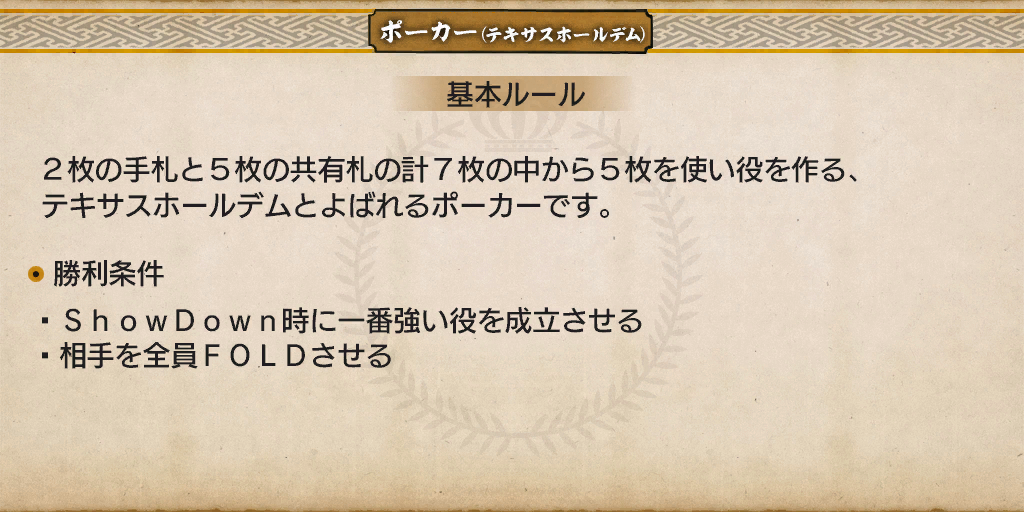 ポーカー(テキサスホールデム)
基本ルール
２枚の手札と５枚の共有札の計７枚の中から５枚を使い役を作る、
テキサスホールデムとよばれるポーカーです。
勝利条件
・ＳｈｏｗＤｏｗｎ時に一番強い役を成立させる
・相手を全員ＦＯＬＤさせる